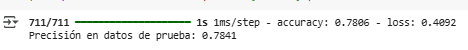 711/711 ━━━━━━━━━━━━━━━━━━━━ 1s 1ms/step - accuracy: 0.7806 - loss: 0.4092
Precisión en datos de prueba: 0.7841